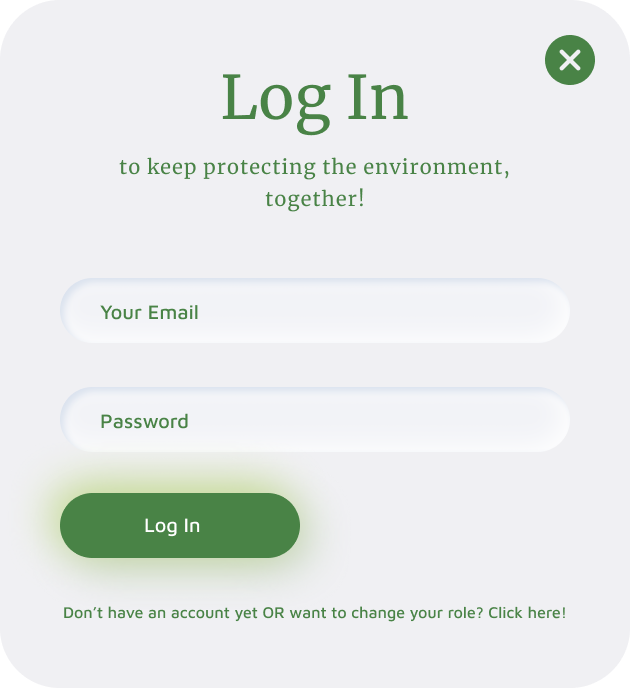 Log In
to keep protecting the environment,
together!
Your Email
Password
Log In
Don’t have an account yet OR want to change your role? Click here!